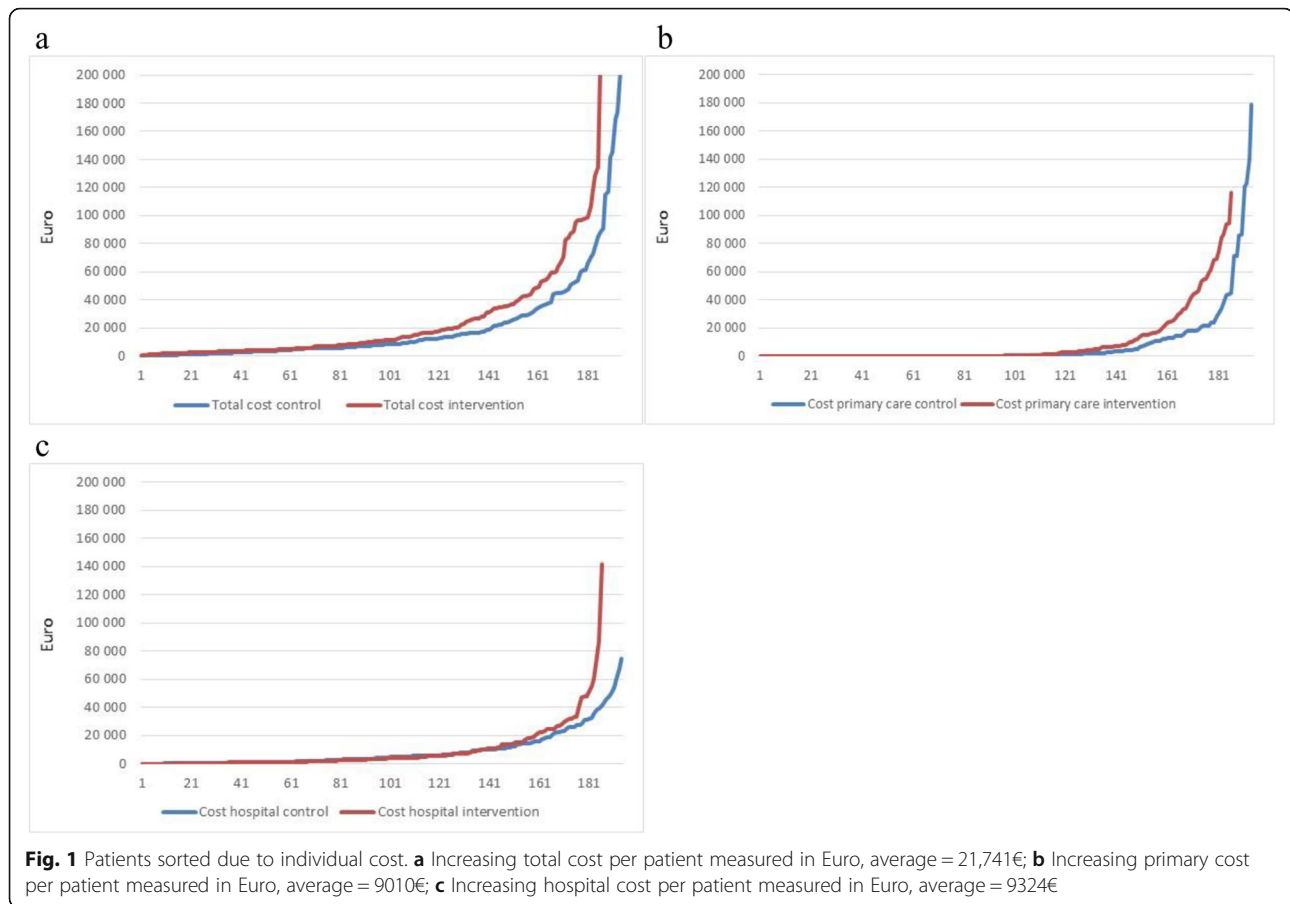 a
200 000
180 000
160 000
140 000
120 000
100 000
80 000
60 000
40 000
20 000
0
Euro
1 21 41 61 81 101 121 141 161 181
Total cost control Total cost intervention
b
200 000
180 000
160 000
140 000
120 000
100 000
80 000
60 000
40 000
20 000
0
Euro
1 21 41 61 81 101 121 141 161 181
Cost primary care control Cost primary care intervention
c
200 000
180 000
160 000
140 000
120 000
100 000
80 000
60 000
40 000
20 000
0
Euro
1 21 41 61 81 101 121 141 161 181
Cost hospital control Cost hospital intervention
Fig. 1 Patients sorted due to individual cost. a Increasing total cost per patient measured in Euro, average = 21,741€; b Increasing primary cost
per patient measured in Euro, average = 9010€; c Increasing hospital cost per patient measured in Euro, average = 9324€